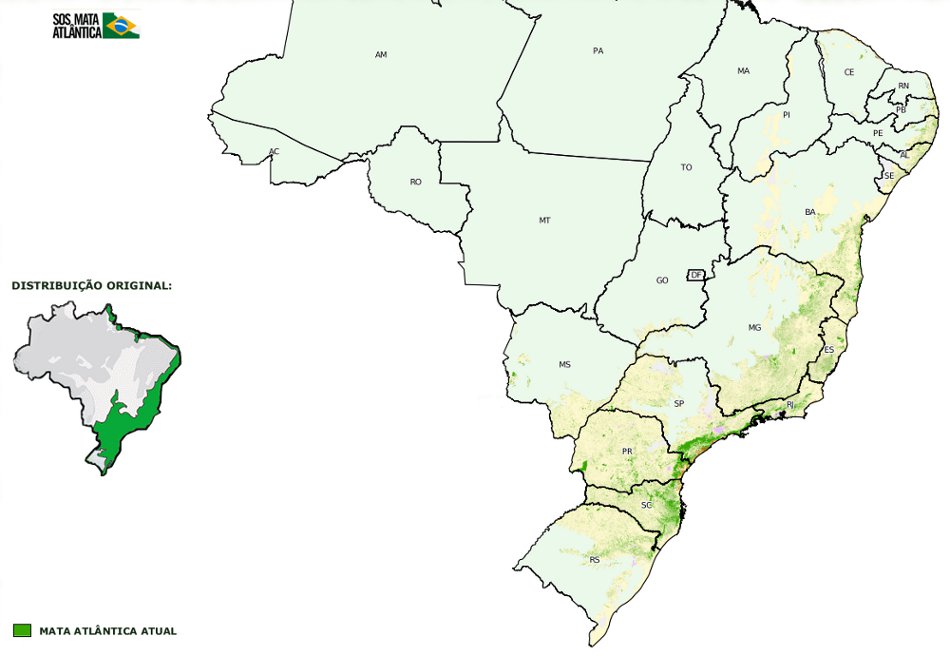 SOS MATA
ATLÂNTICA
AM
PA
MA
CE
RN
PI
PB
PE
AC
AL
RO
TO
SE
MT
BA
GO
DF
DISTRIBUIÇÃO ORIGINAL:
MG
ES
MS
SP
RJ
PR
SC
RS
MATA ATLÂNTICA ATUAL